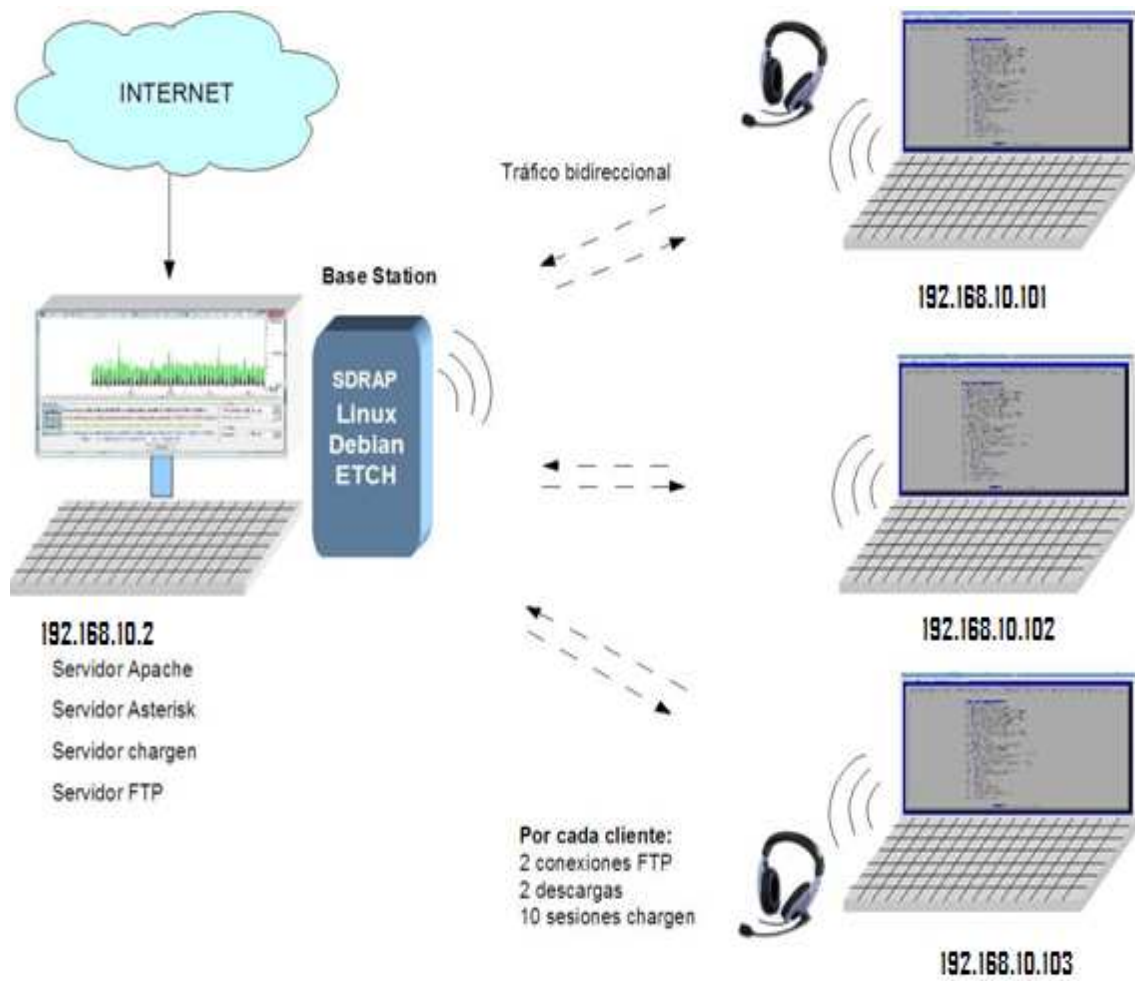 INTERNET
Tráfico bidireccional
192.168.10.101
Base Station
SDRAP
Linux
Debian
ETCH
192.168.10.2
Servidor Apache
Servidor Asterisk
Servidor chargen
Servidor FTP
192.168.10.102
Por cada cliente:
2 conexiones FTP
2 descargas
10 sesiones chargen
192.168.10.103